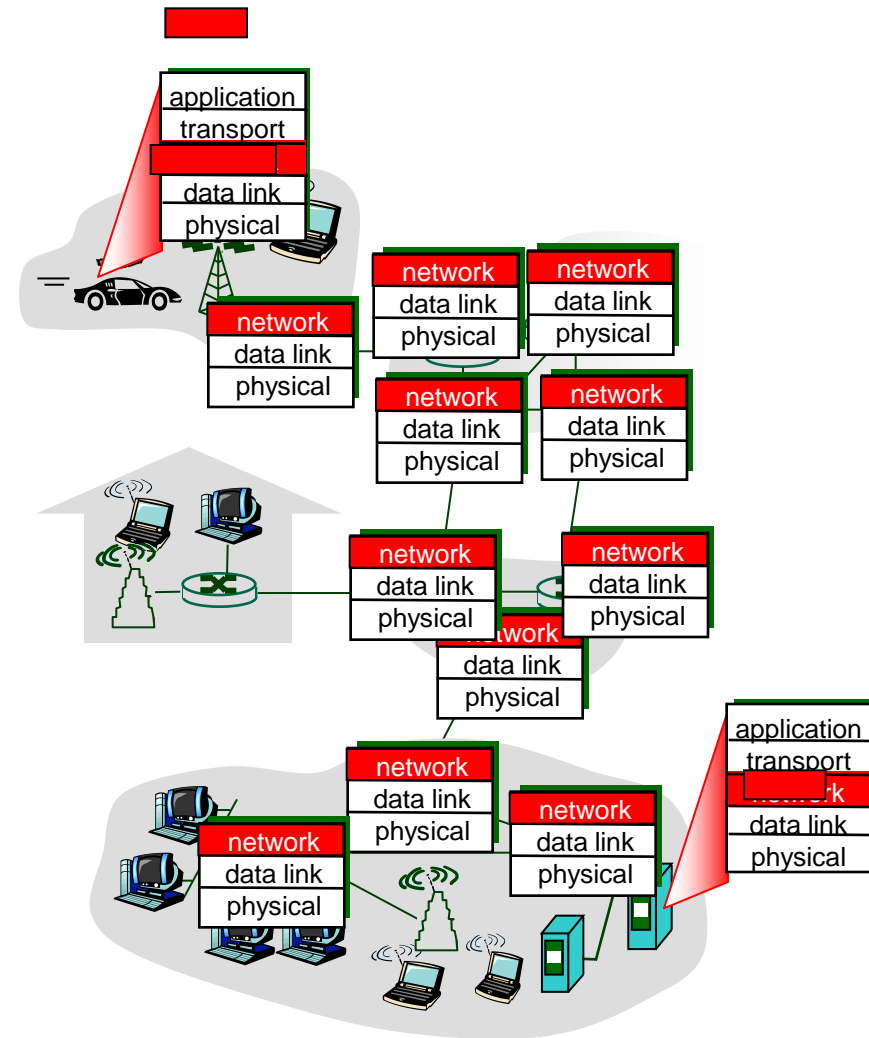 application
transport
data link
physical
network
data link
physical
network
data link
physical
network
data link
physical
network
data link
physical
network
data link
physical
network
data link
physical
network
data link
physical
network
data link
physical
application
transport
network
data link
physical
network
data link
physical
network
data link
physical
network
data link
physical